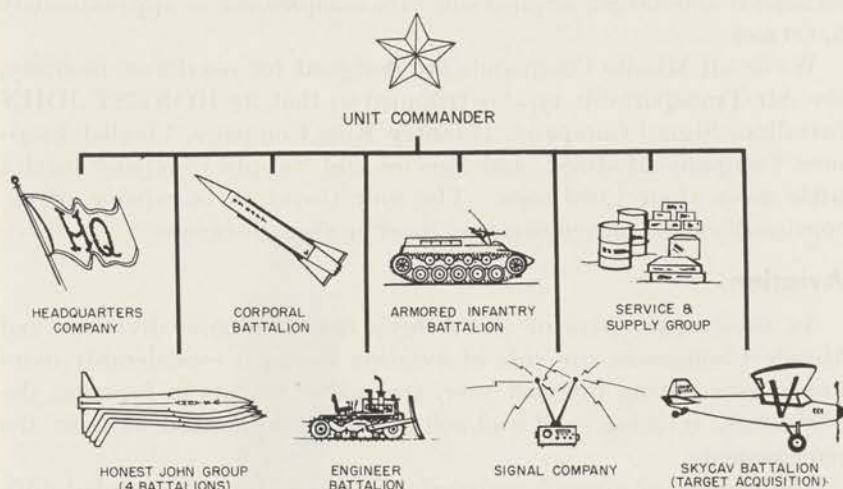 UNIT COMMANDER
HQ
HEADQUARTERS
COMPANY
CORPORAL
BATTALION
ARMORED INFANTRY
BATTALION
SERVICE &
SUPPLY GROUP
HONEST JOHN GROUP
(4 BATTALIONS)
ENGINEER
BATTALION
SIGNAL COMPANY
SKYCAV BATTALION
(TARGET ACQUISITION)